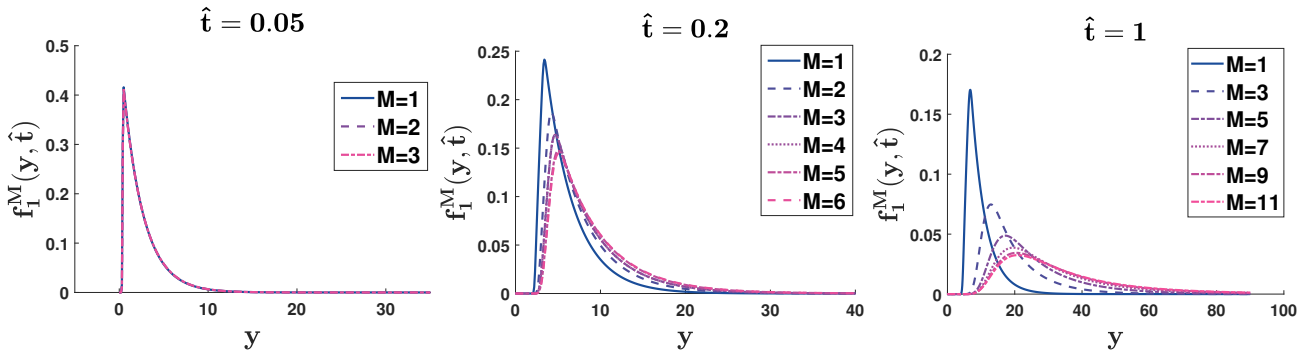 t̂ = 0.05
f₁ᴹ(y, t̂)
0.5
0.4
0.3
0.2
0.1
0
0 10 20 30
y
M=1
M=2
M=3
t̂ = 0.2
f₁ᴹ(y, t̂)
0.25
0.2
0.15
0.1
0.05
0
0 10 20 30 40
y
M=1
M=2
M=3
M=4
M=5
M=6
t̂ = 1
f₁ᴹ(y, t̂)
0.2
0.15
0.1
0.05
0
0 20 40 60 80 100
y
M=1
M=3
M=5
M=7
M=9
M=11